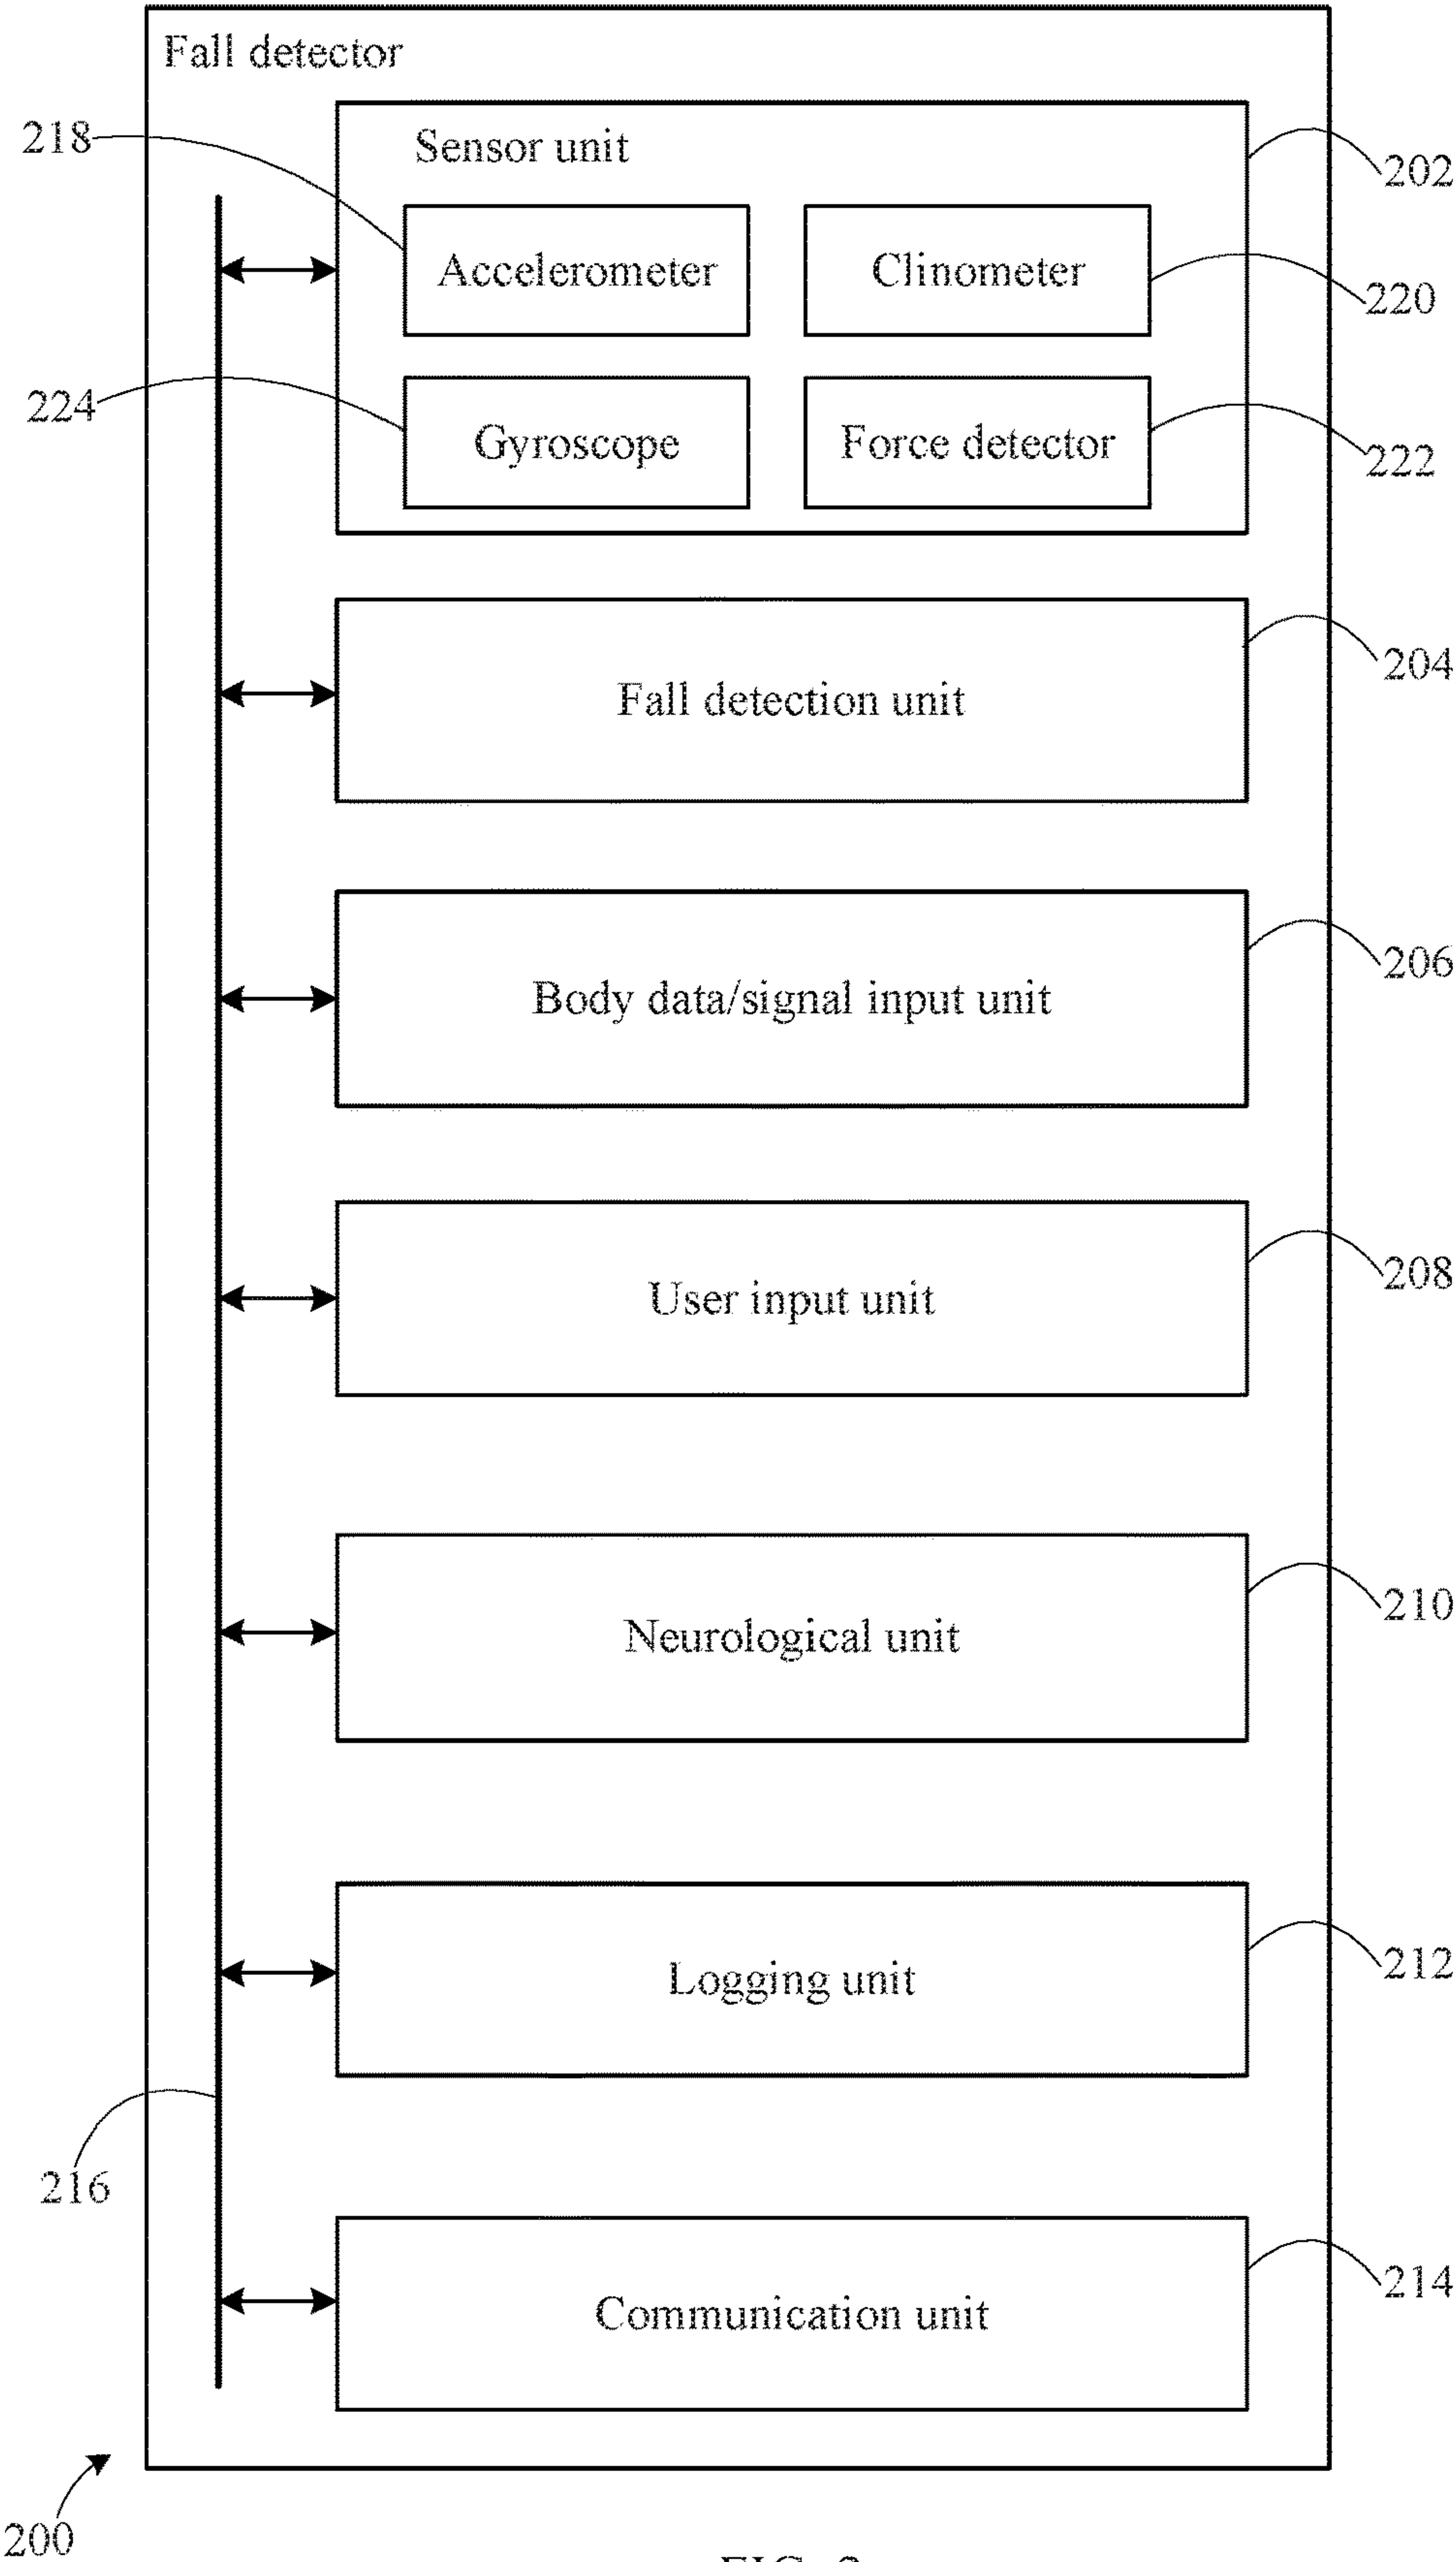 Fall detector
218
Sensor unit
202
Accelerometer
Clinometer
220
224
Gyroscope
Force detector
222
204
Fall detection unit
206
Body data/signal input unit
208
User input unit
210
Neurological unit
212
Logging unit
216
214
Communication unit
200